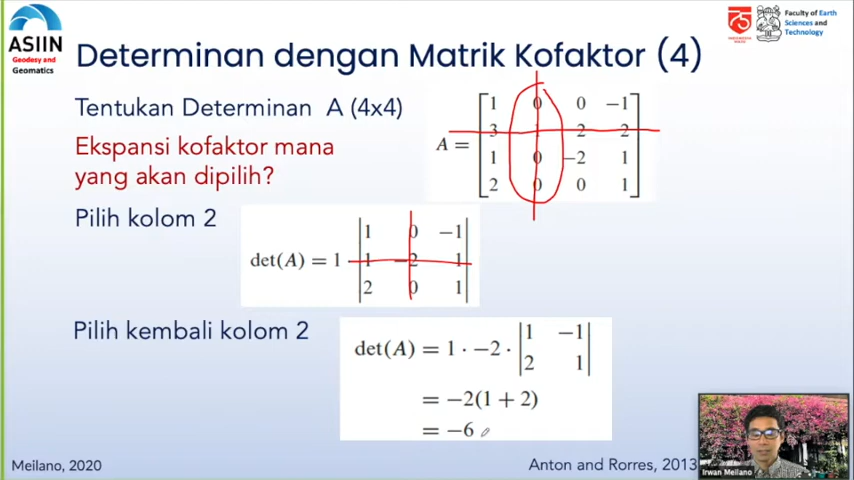 ASIIN
Geodesy and
Geomatics
Faculty of Earth
Sciences and
Technology
Determinan dengan Matrik Kofaktor (4)
Tentukan Determinan A (4x4)
Ekspansi kofaktor mana
yang akan dipilih?
A =
1 0 0 −1
3 1 2 2
1 0 −2 1
2 0 0 1
Pilih kolom 2
det(A) = 1
1 0 −1
1 −2 1
2 0 1
Pilih kembali kolom 2
det(A) = 1 · −2 ·
1 −1
2 1
= −2(1 + 2)
= −6
Meilano, 2020
Anton and Rorres, 2013
Irwan Meilano